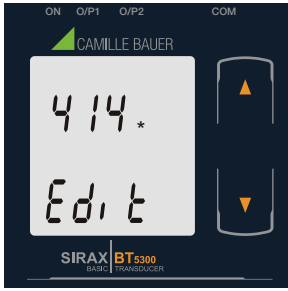 ON O/P1 O/P2 COM
CAMILLE BAUER
414.*
Edit
SIRAX BT5300
BASIC TRANSDUCER